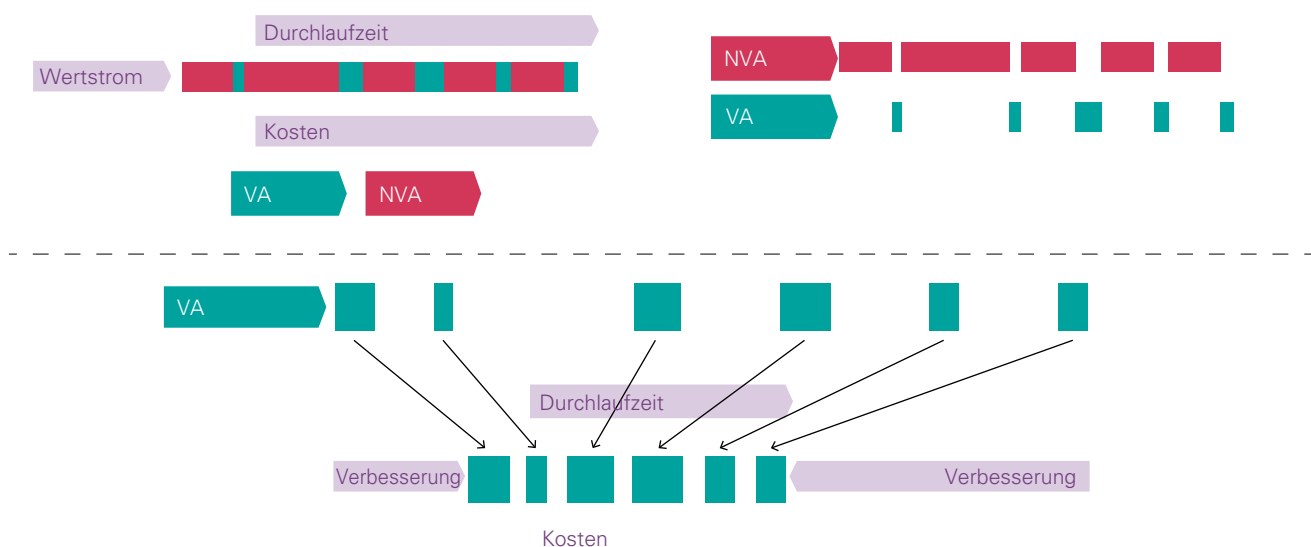 Durchlaufzeit
Wertstrom
Kosten
VA
NVA
NVA
VA
VA
Durchlaufzeit
Verbesserung
Verbesserung
Kosten